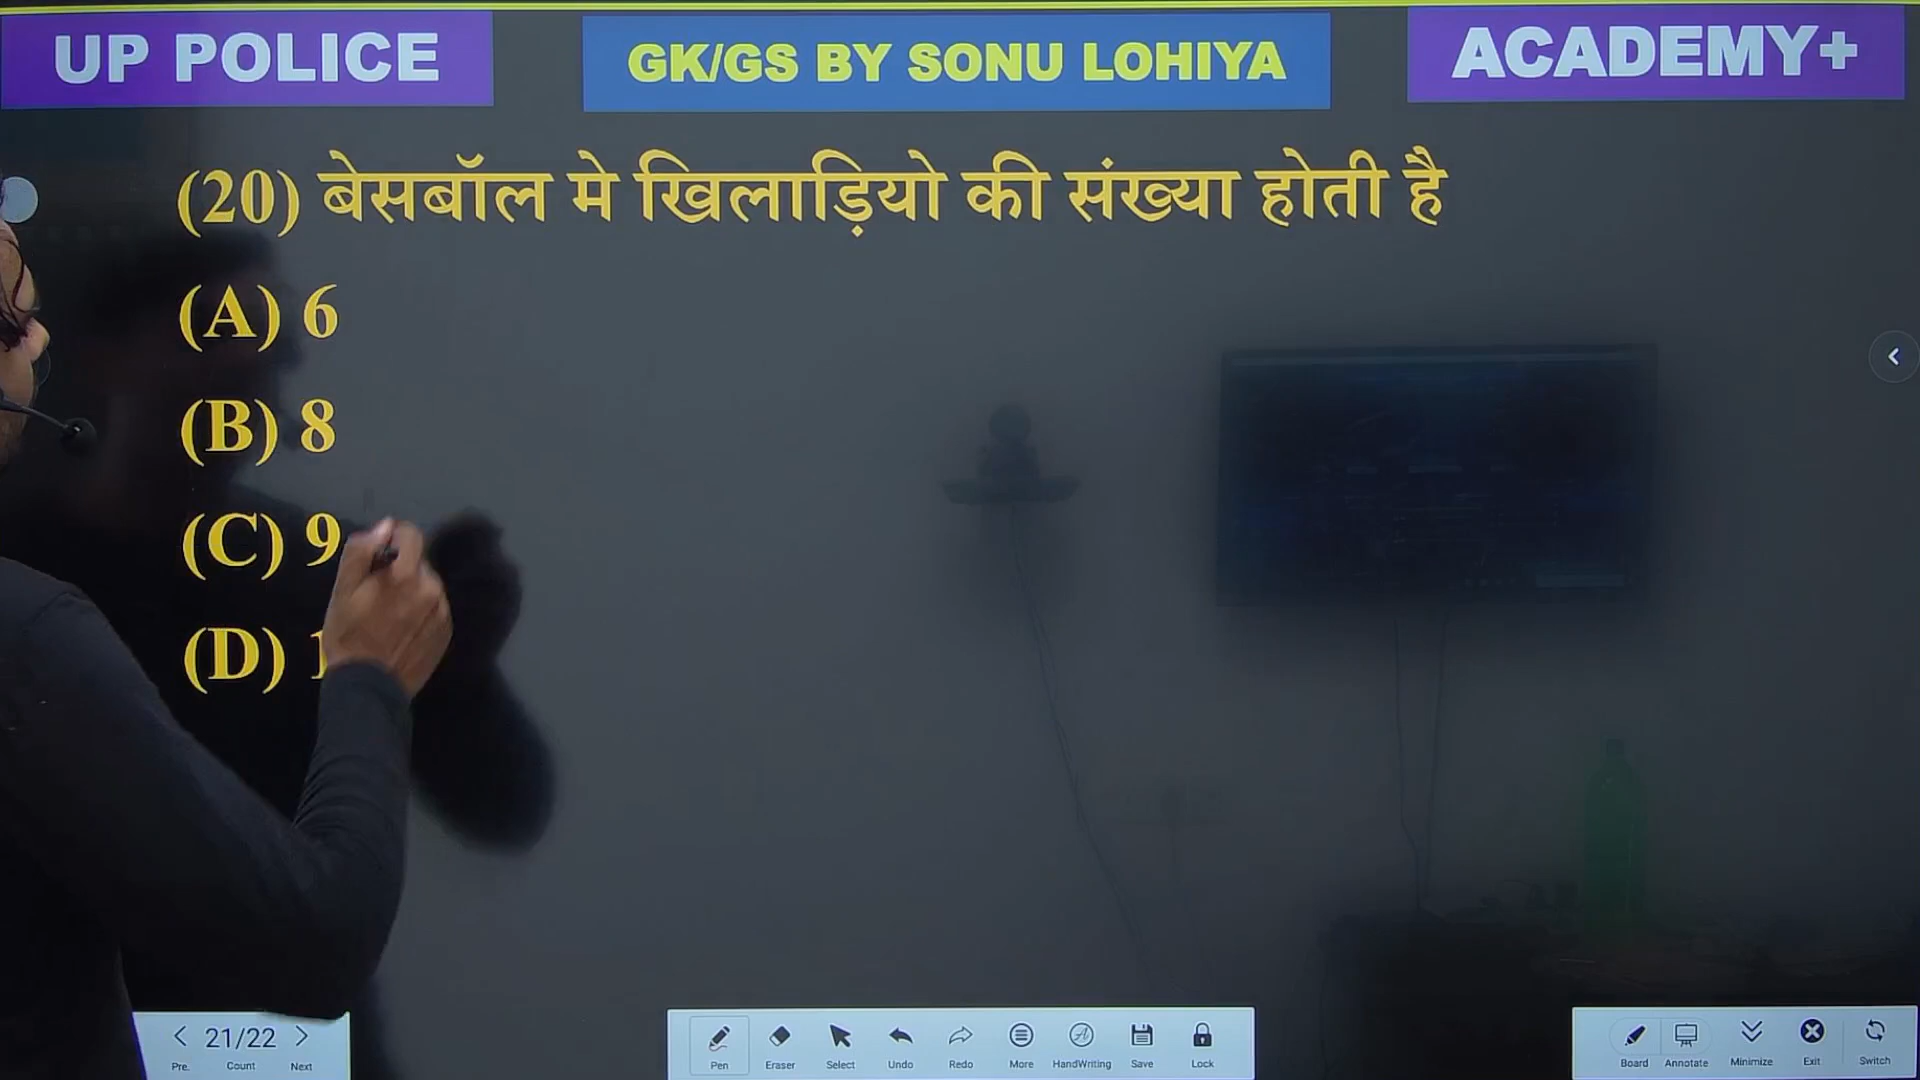 UP POLICE
GK/GS BY SONU LOHIYA
ACADEMY+
(20) बेसबॉल मे खिलाड़ियो की संख्या होती है
(A) 6
(B) 8
(C) 9
(D)
21/22
Pre. Count Next
Pen Eraser Select Undo Redo More HandWriting Save Lock
Board Annotate Minimize Exit Switch